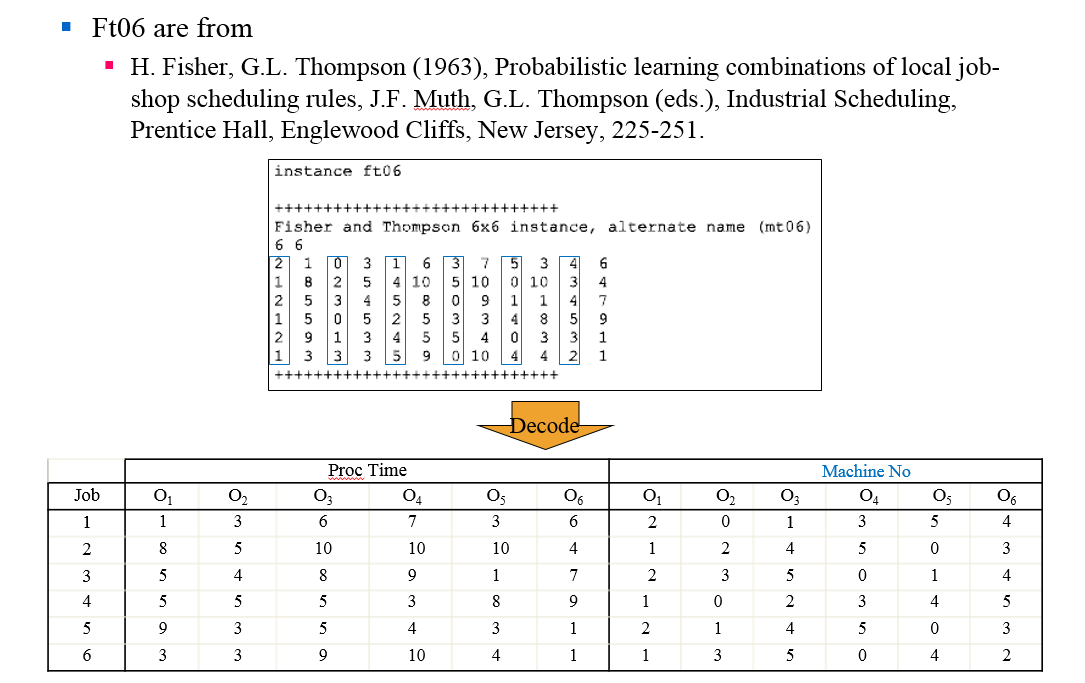 Ft06 are from
H. Fisher, G.L. Thompson (1963), Probabilistic learning combinations of local job-
shop scheduling rules, J.F. Muth, G.L. Thompson (eds.), Industrial Scheduling,
Prentice Hall, Englewood Cliffs, New Jersey, 225-251.
instance ft06
+++++++++++++++++++++++++++++
Fisher and Thompson 6x6 instance, alternate name (mt06)
6 6
2 1 0 3 1 6 3 7 5 3 4 6
1 8 2 5 4 10 5 10 0 10 3 4
2 5 3 4 5 8 0 9 1 1 4 7
1 5 0 5 2 5 3 3 4 8 5 9
2 9 1 3 4 5 5 4 0 3 3 1
1 3 3 3 5 9 0 10 4 4 2 1
+++++++++++++++++++++++++++++
Decode
Proc Time Machine No
Job O1 O2 O3 O4 O5 O6 O1 O2 O3 O4 O5 O6
1 1 3 6 7 3 6 2 0 1 3 5 4
2 8 5 10 10 10 4 1 2 4 5 0 3
3 5 4 8 9 1 7 2 3 5 0 1 4
4 5 5 5 3 8 9 1 0 2 3 4 5
5 9 3 5 4 3 1 2 1 4 5 0 3
6 3 3 9 10 4 1 1 3 5 0 4 2